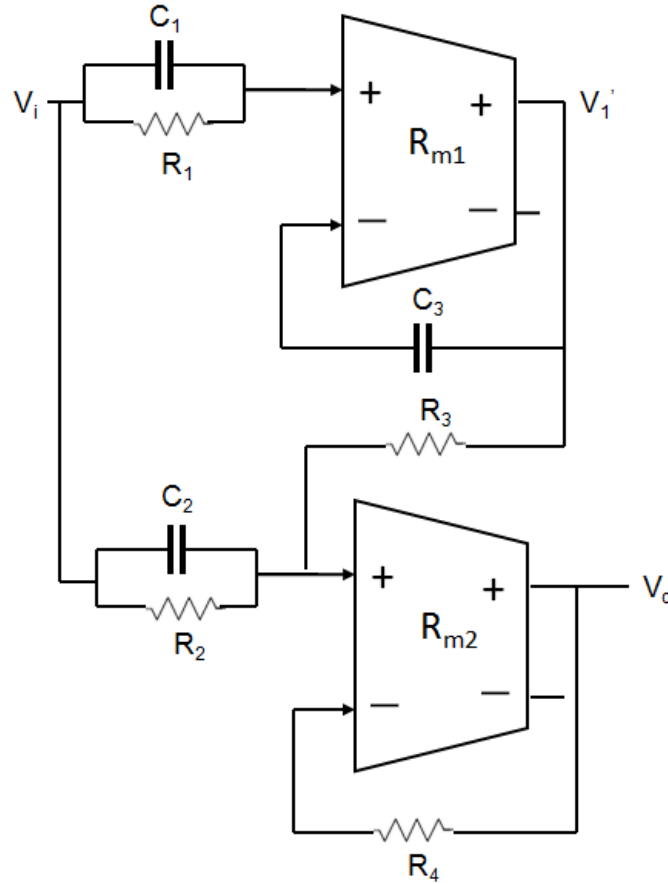 C₁
Vᵢ
R₁
+
+
V₁'
Rₘ₁
−
−
C₃
R₃
C₂
+
+
Vₒ
R₂
Rₘ₂
−
−
R₄